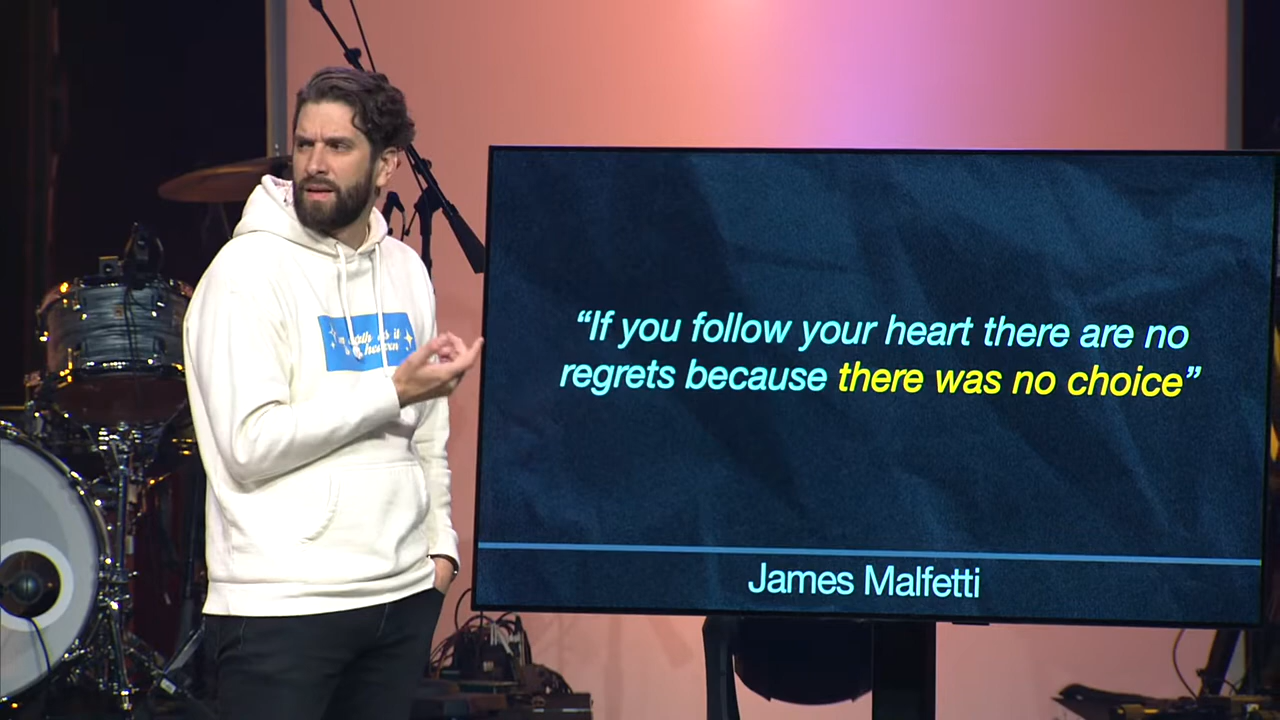 “If you follow your heart there are no
regrets because there was no choice”
James Malfetti